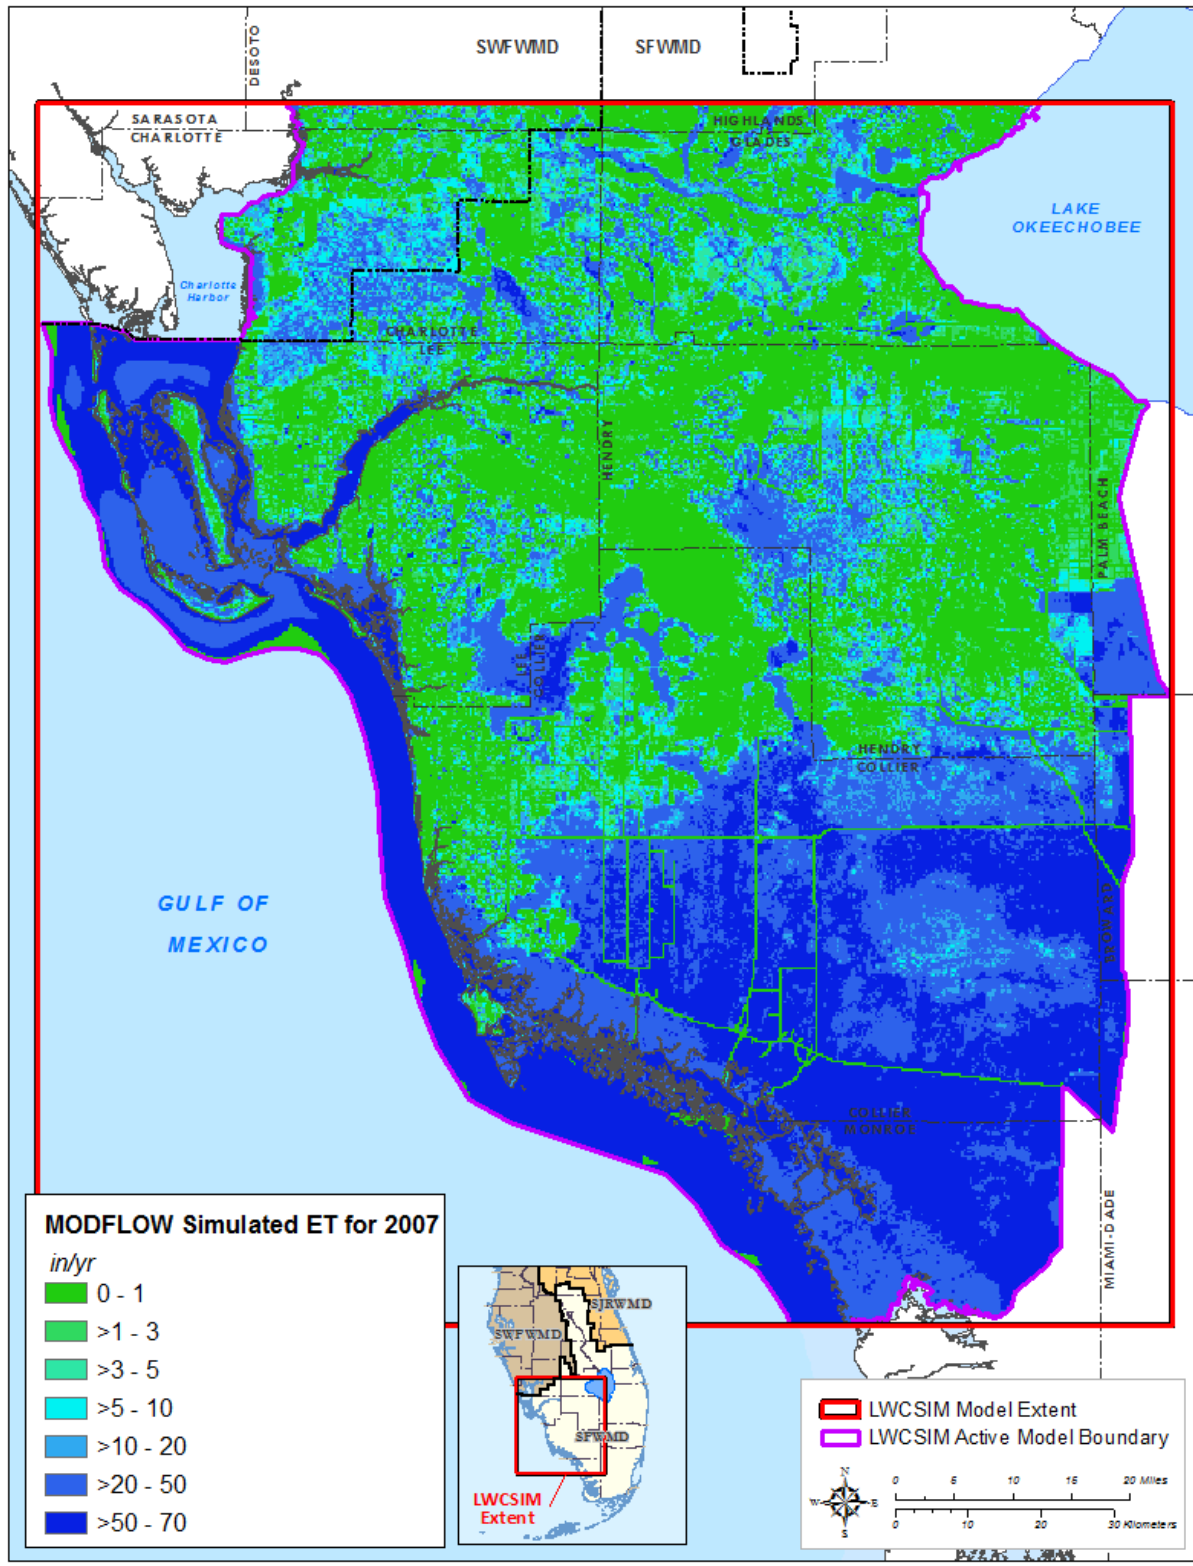 DESOTO
SWFWMD
SFWMD
SARASOTA
CHARLOTTE
HIGHLANDS
GLADES
LAKE
OKEECHOBEE
Charlotte
Harbor
CHARLOTTE
LEE
HENDRY
PALM BEACH
LEE
COLLIER
HENDRY
COLLIER
GULF OF
MEXICO
BROWARD
COLLIER
MONROE
MIAMI-DADE
MODFLOW Simulated ET for 2007
in/yr
0 - 1
>1 - 3
>3 - 5
>5 - 10
>10 - 20
>20 - 50
>50 - 70
SJRWMD
SWFWMD
SFWMD
LWCSIM
Extent
LWCSIM Model Extent
LWCSIM Active Model Boundary
N
W
E
S
0 5 10 15 20 Miles
0 10 20 30 Kilometers